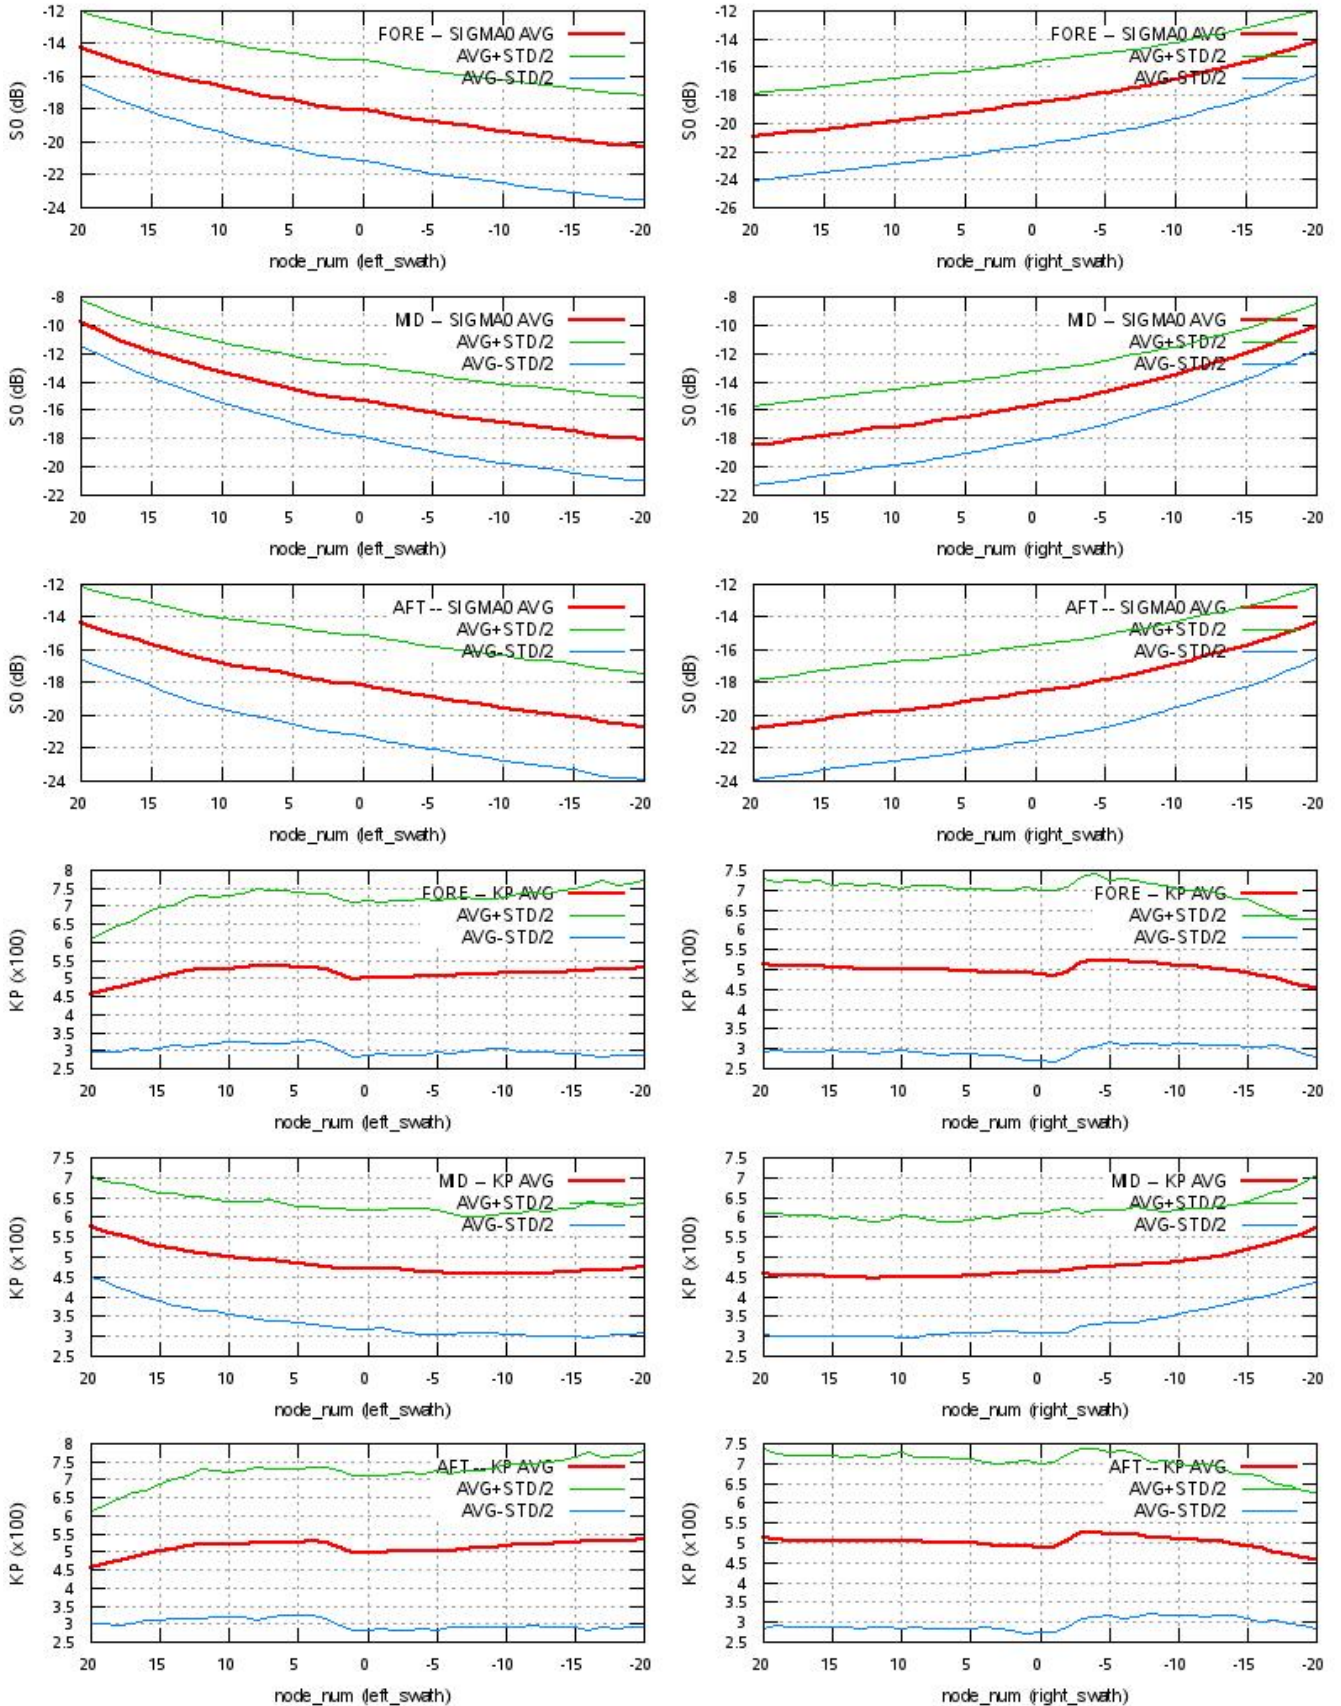 -12
-14
-16
-18
-20
-22
-24
S0 (dB)
FORE -- SIGMA0 AVG
AVG+STD/2
AVG-STD/2
20 15 10 5 0 -5 -10 -15 -20
node_num (left_swath)
-12
-14
-16
-18
-20
-22
-24
-26
S0 (dB)
FORE -- SIGMA0 AVG
AVG+STD/2
AVG-STD/2
20 15 10 5 0 -5 -10 -15 -20
node_num (right_swath)
-8
-10
-12
-14
-16
-18
-20
-22
S0 (dB)
MID -- SIGMA0 AVG
AVG+STD/2
AVG-STD/2
20 15 10 5 0 -5 -10 -15 -20
node_num (left_swath)
-8
-10
-12
-14
-16
-18
-20
-22
S0 (dB)
MID -- SIGMA0 AVG
AVG+STD/2
AVG-STD/2
20 15 10 5 0 -5 -10 -15 -20
node_num (right_swath)
-12
-14
-16
-18
-20
-22
-24
S0 (dB)
AFT -- SIGMA0 AVG
AVG+STD/2
AVG-STD/2
20 15 10 5 0 -5 -10 -15 -20
node_num (left_swath)
-12
-14
-16
-18
-20
-22
-24
S0 (dB)
AFT -- SIGMA0 AVG
AVG+STD/2
AVG-STD/2
20 15 10 5 0 -5 -10 -15 -20
node_num (right_swath)
8
7.5
7
6.5
6
5.5
5
4.5
4
3.5
3
2.5
KP (x100)
FORE -- KP AVG
AVG+STD/2
AVG-STD/2
20 15 10 5 0 -5 -10 -15 -20
node_num (left_swath)
7.5
7
6.5
6
5.5
5
4.5
4
3.5
3
2.5
KP (x100)
FORE -- KP AVG
AVG+STD/2
AVG-STD/2
20 15 10 5 0 -5 -10 -15 -20
node_num (right_swath)
7.5
7
6.5
6
5.5
5
4.5
4
3.5
3
2.5
KP (x100)
MID -- KP AVG
AVG+STD/2
AVG-STD/2
20 15 10 5 0 -5 -10 -15 -20
node_num (left_swath)
7.5
7
6.5
6
5.5
5
4.5
4
3.5
3
2.5
KP (x100)
MID -- KP AVG
AVG+STD/2
AVG-STD/2
20 15 10 5 0 -5 -10 -15 -20
node_num (right_swath)
8
7.5
7
6.5
6
5.5
5
4.5
4
3.5
3
2.5
KP (x100)
AFT -- KP AVG
AVG+STD/2
AVG-STD/2
20 15 10 5 0 -5 -10 -15 -20
node_num (left_swath)
7.5
7
6.5
6
5.5
5
4.5
4
3.5
3
2.5
KP (x100)
AFT -- KP AVG
AVG+STD/2
AVG-STD/2
20 15 10 5 0 -5 -10 -15 -20
node_num (right_swath)